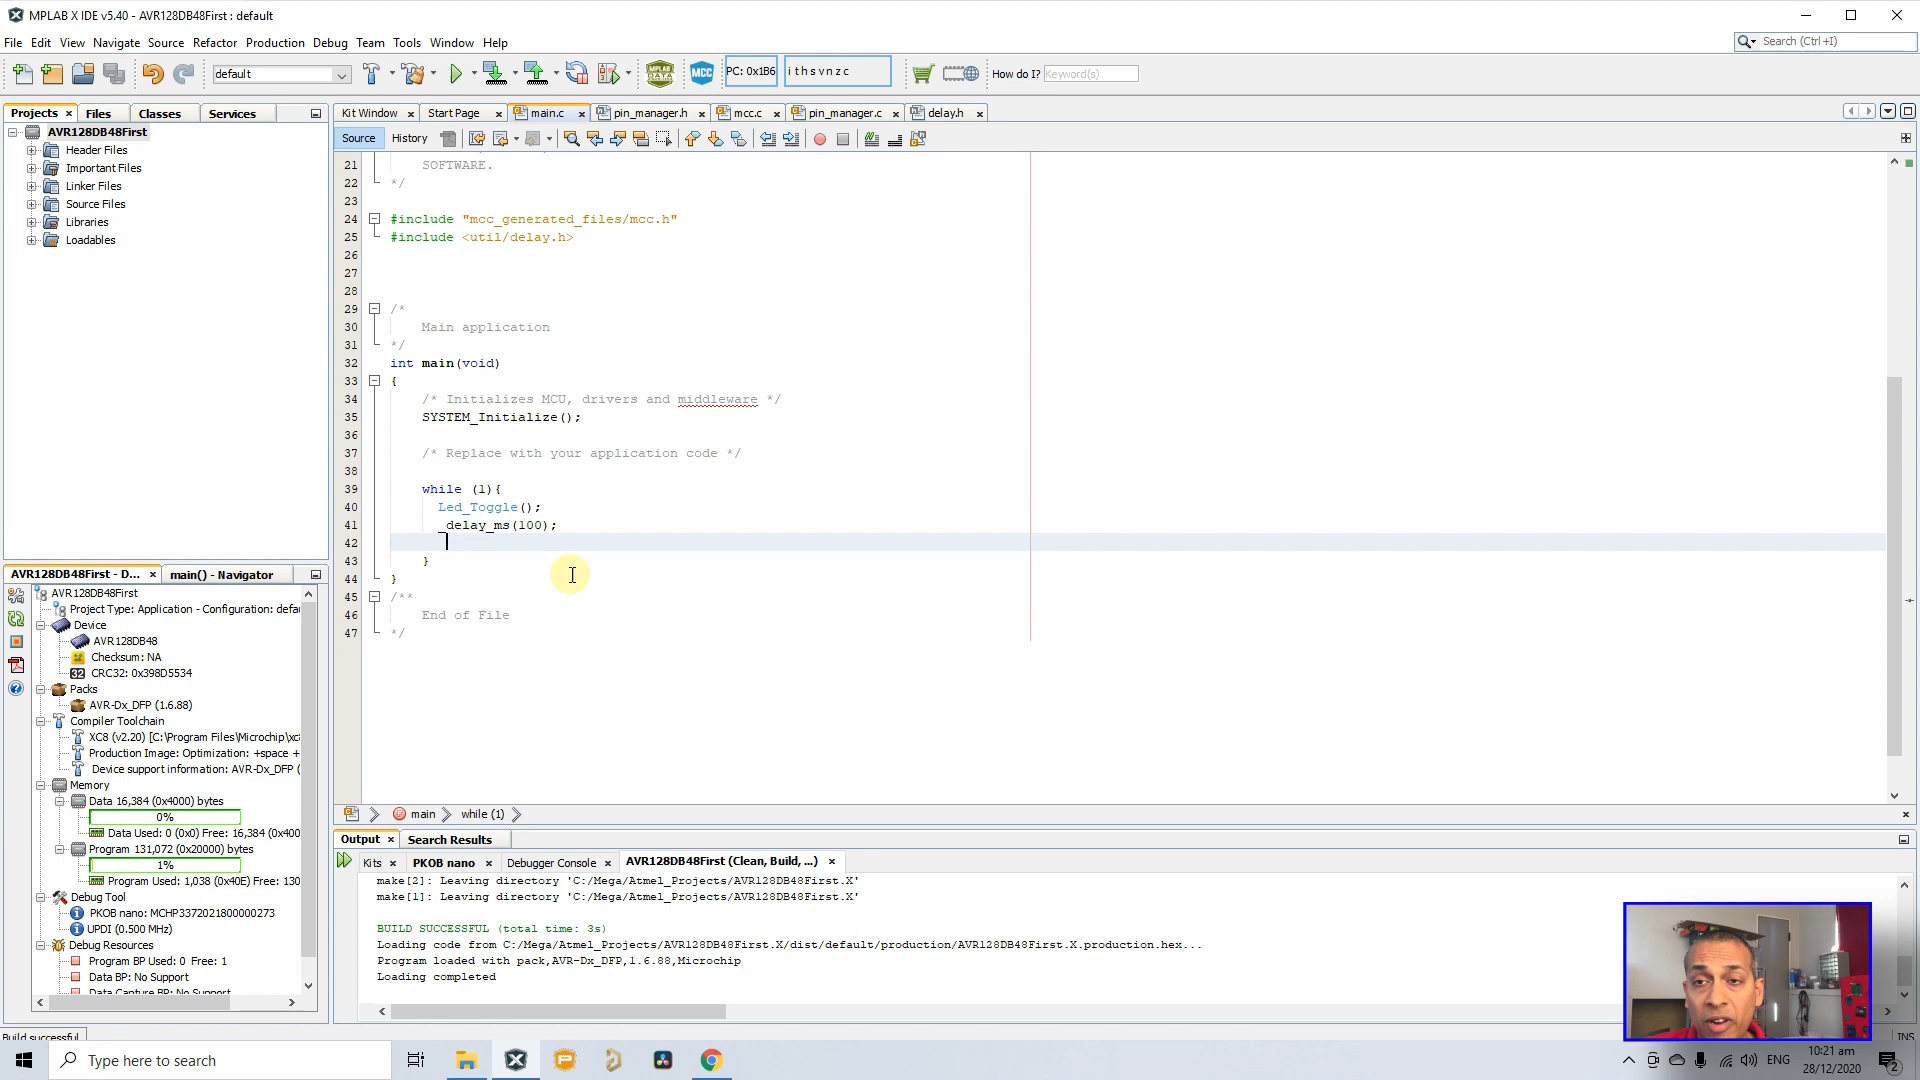 MPLAB X IDE v5.40 - AVR128DB48First : default
File Edit View Navigate Source Refactor Production Debug Team Tools Window Help
Search (Ctrl+I)
default
MPLAB DATA
MCC
PC: 0x1B6
i t h s v n z c
How do I? Keyword(s)
Projects Files Classes Services
Kit Window Start Page main.c pin_manager.h mcc.c pin_manager.c delay.h
Source History
AVR128DB48First
Header Files
Important Files
Linker Files
Source Files
Libraries
Loadables
21 SOFTWARE.
22 */
23
24 #include "mcc_generated_files/mcc.h"
25 #include <util/delay.h>
26
27
28
29 /*
30 Main application
31 */
32 int main(void)
33 {
34 /* Initializes MCU, drivers and middleware */
35 SYSTEM_Initialize();
36
37 /* Replace with your application code */
38
39 while (1){
40 Led_Toggle();
41 _delay_ms(100);
42
43 }
44 }
45 /**
46 End of File
47 */
main while (1)
AVR128DB48First - D... main() - Navigator
AVR128DB48First
Project Type: Application - Configuration: defau
Device
AVR128DB48
Checksum: NA
CRC32: 0x398D5534
Packs
AVR-Dx_DFP (1.6.88)
Compiler Toolchain
XC8 (v2.20) [C:\Program Files\Microchip\xc8
Production Image: Optimization: +space +
Device support information: AVR-Dx_DFP (
Memory
Data 16,384 (0x4000) bytes
0%
Data Used: 0 (0x0) Free: 16,384 (0x400
Program 131,072 (0x20000) bytes
1%
Program Used: 1,038 (0x40E) Free: 130
Debug Tool
PKOB nano: MCHP3372021800000273
UPDI (0.500 MHz)
Debug Resources
Program BP Used: 0 Free: 1
Data BP: No Support
Data Capture BP: No Support
Output Search Results
Kits PKOB nano Debugger Console AVR128DB48First (Clean, Build, ...)
make[2]: Leaving directory 'C:/Mega/Atmel_Projects/AVR128DB48First.X'
make[1]: Leaving directory 'C:/Mega/Atmel_Projects/AVR128DB48First.X'
BUILD SUCCESSFUL (total time: 3s)
Loading code from C:/Mega/Atmel_Projects/AVR128DB48First.X/dist/default/production/AVR128DB48First.X.production.hex...
Program loaded with pack,AVR-Dx_DFP,1.6.88,Microchip
Loading completed
Build successful
INS
Type here to search
ENG
10:21 am
28/12/2020
2